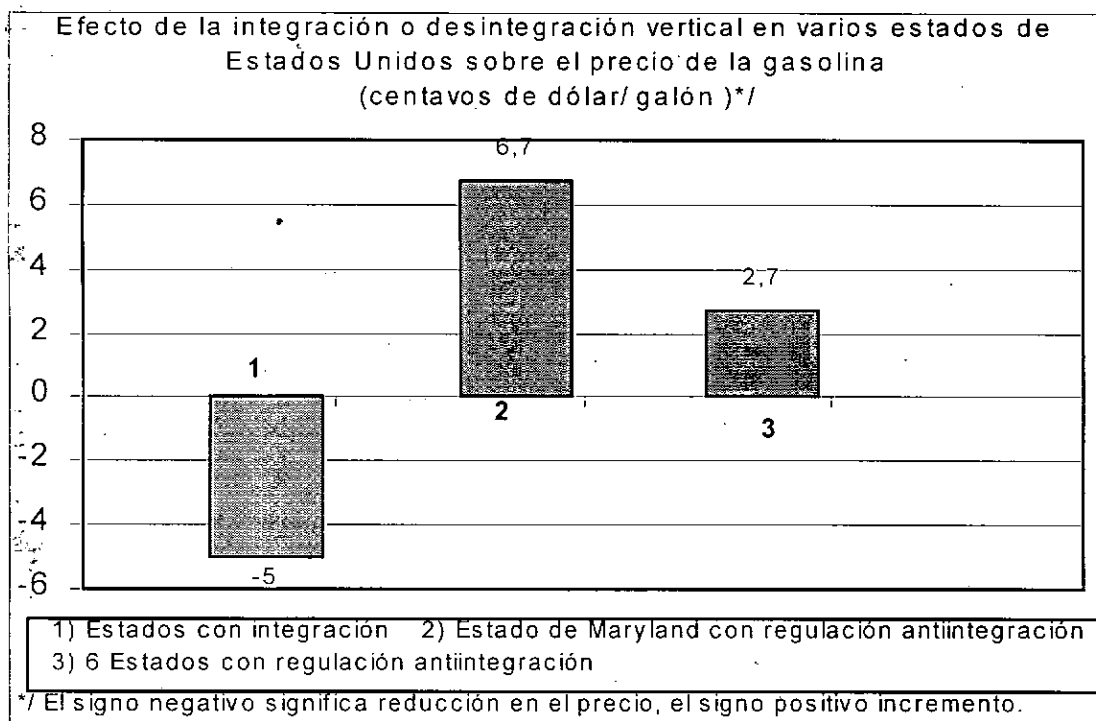 Efecto de la integración o desintegración vertical en varios estados de
Estados Unidos sobre el precio de la gasolina
(centavos de dólar/ galón )*/
8
6,7
6
4
2,7
2
1
0
2
3
-2
-4
-5
-6
1) Estados con integración 2) Estado de Maryland con regulación antiintegración
3) 6 Estados con regulación antiintegración
*/ El signo negativo significa reducción en el precio, el signo positivo incremento.